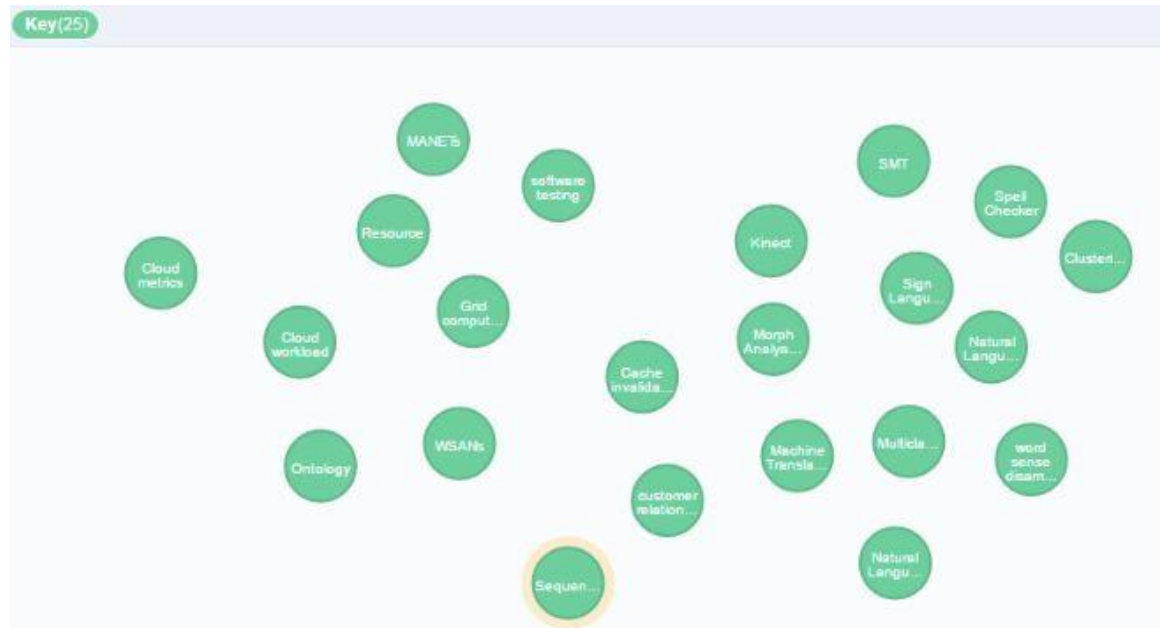 Key(25)
MANETs
software
testing
SMT
Spell
Checker
Resource
Kinect
Clusteri...
Cloud
metrics
Sign
Langu...
Grid
comput...
Cloud
workload
Morph
Analys...
Natural
Langu...
Cache
invalida...
WSANs
Ontology
Machine
Transla...
Multicla...
word
sense
disam...
customer
relation...
Natural
Langu...
Sequen...